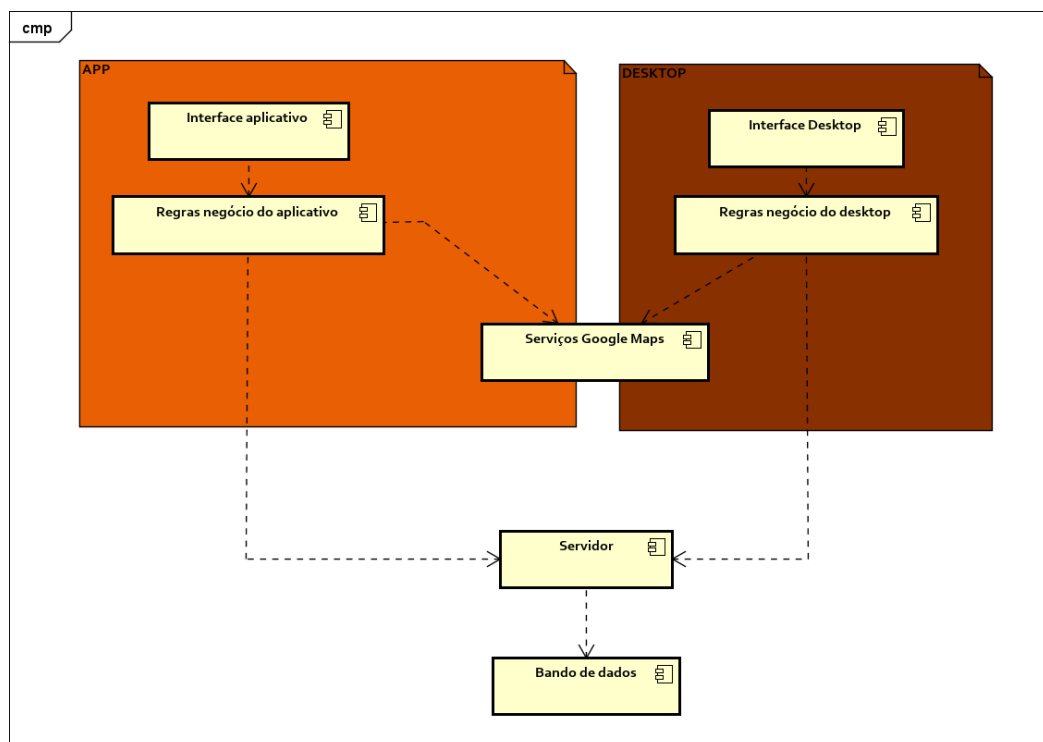 cmp
APP
DESKTOP
Interface aplicativo
Interface Desktop
Regras negócio do aplicativo
Regras negócio do desktop
Serviços Google Maps
Servidor
Bando de dados